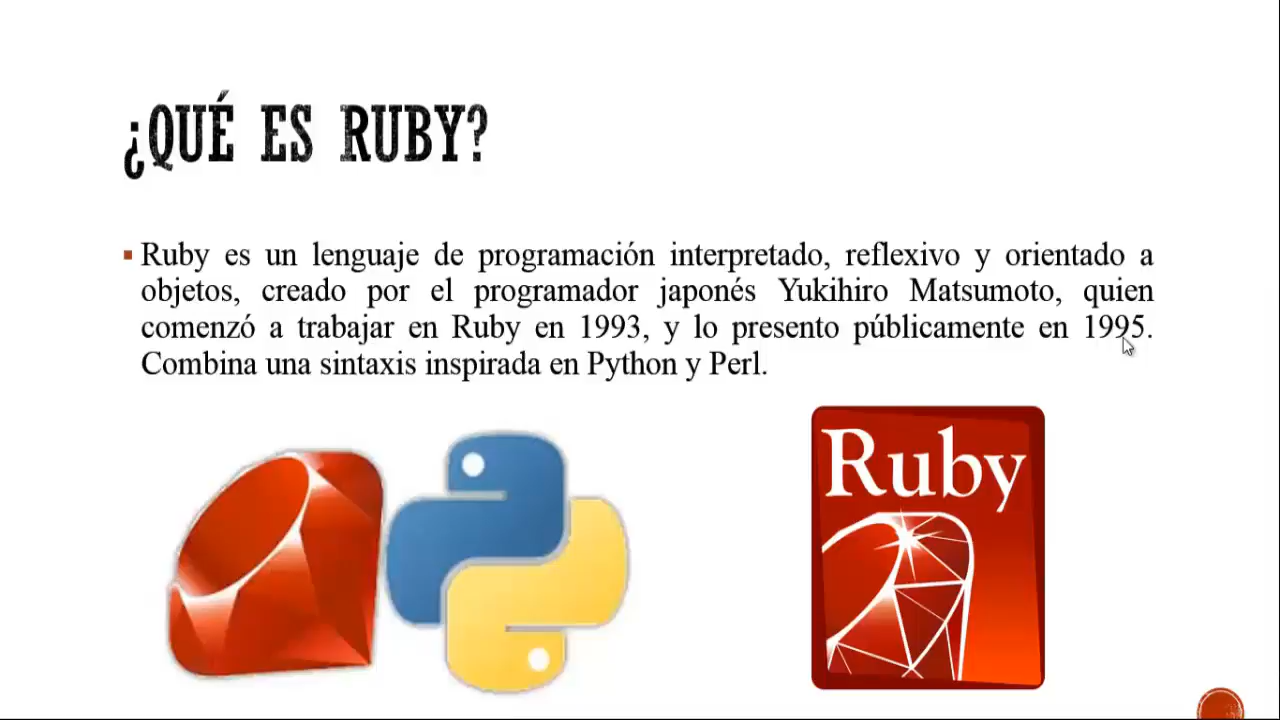 ¿QUÉ ES RUBY?
Ruby es un lenguaje de programación interpretado, reflexivo y orientado a
objetos, creado por el programador japonés Yukihiro Matsumoto, quien
comenzó a trabajar en Ruby en 1993, y lo presento públicamente en 1995.
Combina una sintaxis inspirada en Python y Perl.
Ruby